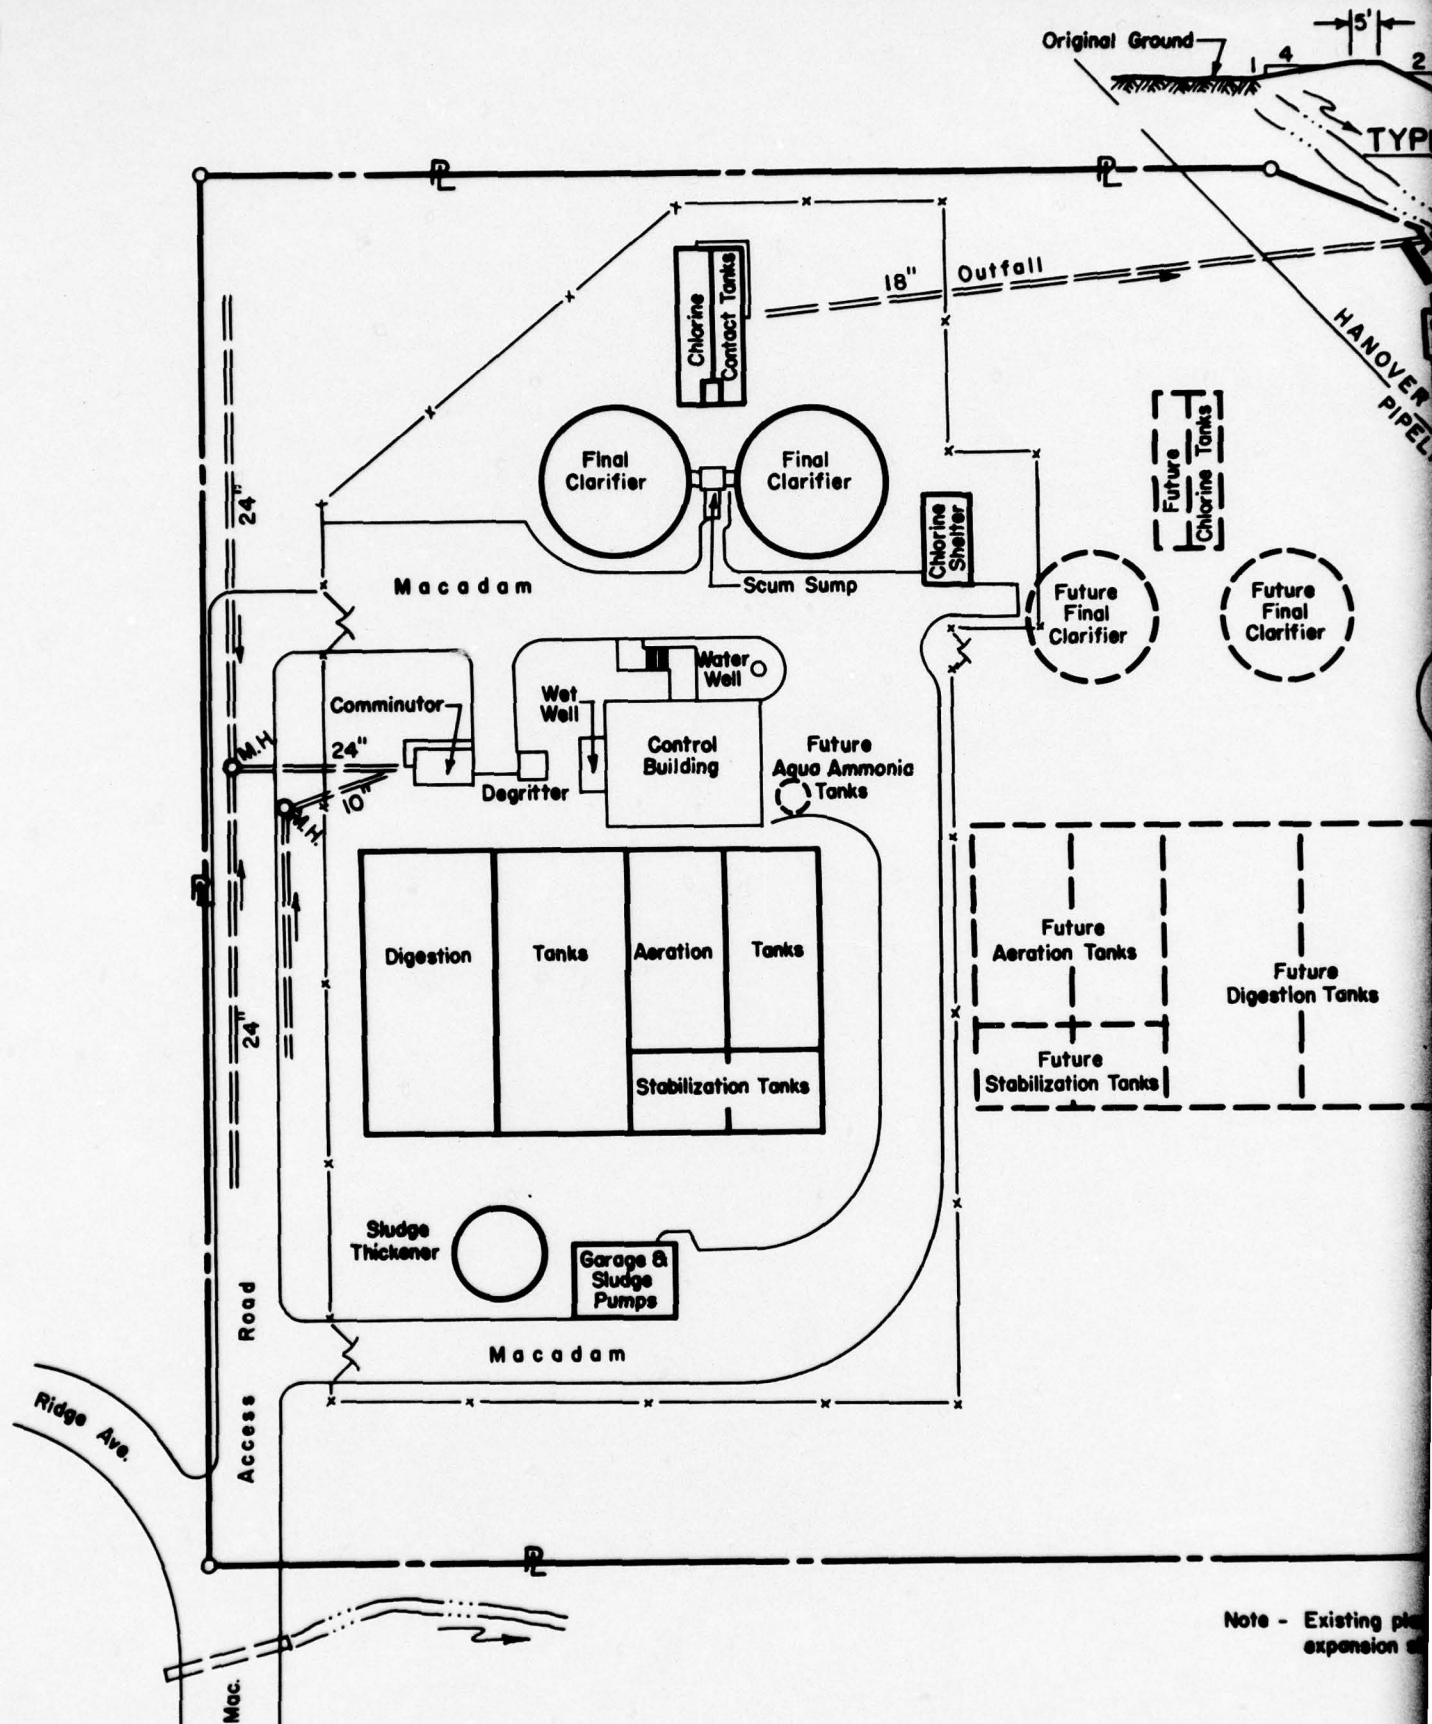 5'
Original Ground
1
4
2
TYP
PL
PL
18" Outfall
Chlorine
Contact Tanks
HANOVER
24"
Final
Clarifier
Final
Clarifier
Future
Chlorine Tanks
Chlorine
Shelter
Macadam
Scum Sump
Future
Final
Clarifier
Future
Final
Clarifier
Water
Well
Wet
Well
Comminutor
M.H.
24"
10"
M.H.
Degritter
Control
Building
Future
Aqua Ammonia
Tanks
PL
Digestion
Tanks
Aeration
Tanks
Future
Aeration Tanks
Future
Digestion Tanks
24"
Stabilization Tanks
Future
Stabilization Tanks
Sludge
Thickener
Garage &
Sludge
Pumps
Access Road
Macadam
Ridge Ave.
PL
Note - Existing
expansion
Mac.